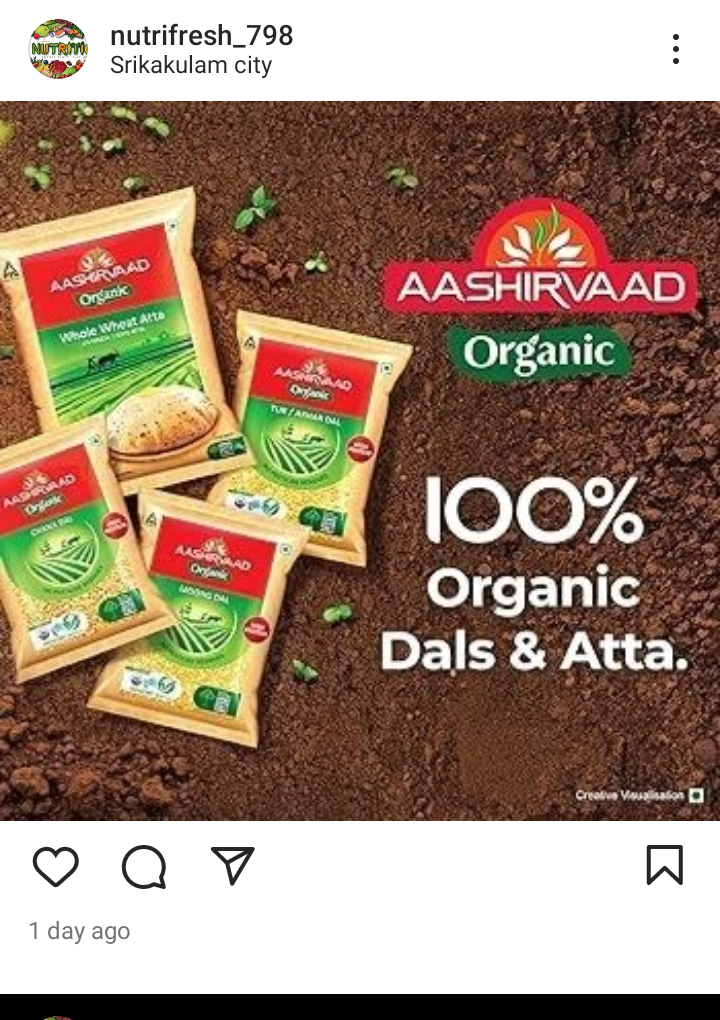 NUTRITI
nutrifresh_798
Srikakulam city
AASHIRVAAD
Organic
Whole Wheat Atta
AASHIRVAAD
Organic
TUR / ARHAR DAL
AASHIRVAAD
Organic
CHANA DAL
AASHIRVAAD
Organic
MOONG DAL
AASHIRVAAD
Organic
100%
Organic
Dals & Atta.
Creative Visualisation
1 day ago